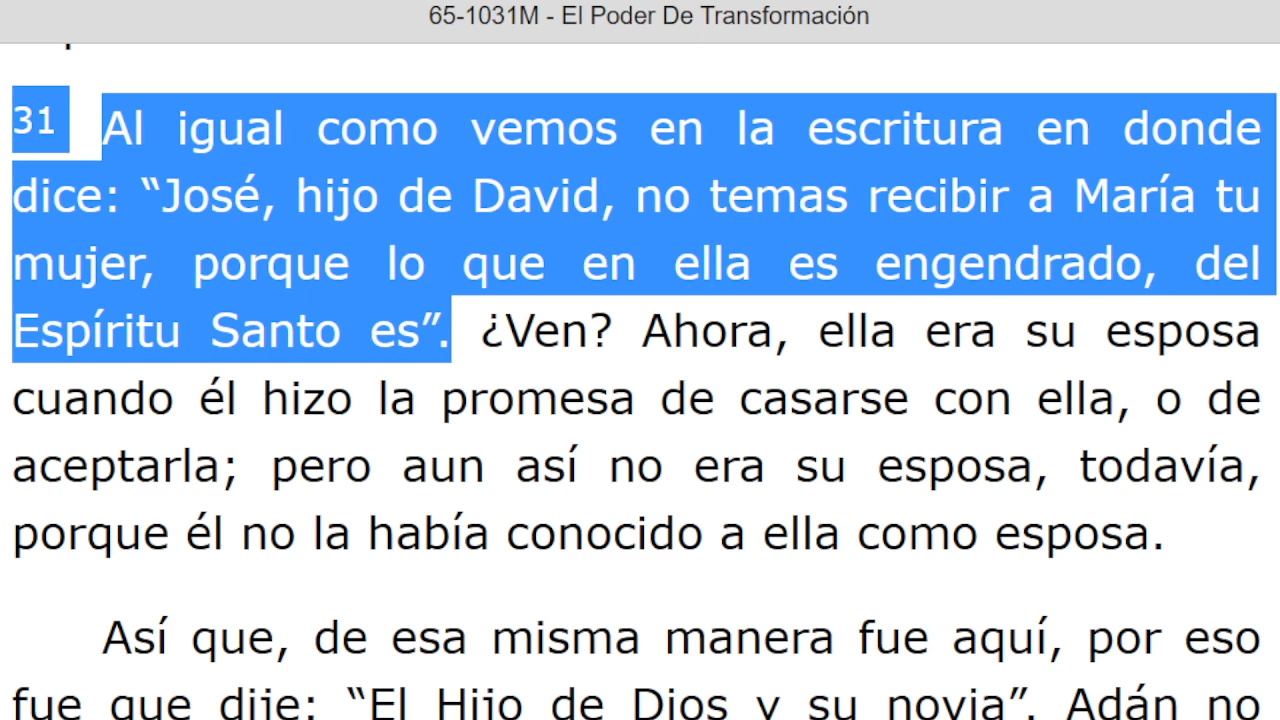 65-1031M - El Poder De Transformación
31 Al igual como vemos en la escritura en donde
dice: “José, hijo de David, no temas recibir a María tu
mujer, porque lo que en ella es engendrado, del
Espíritu Santo es”. ¿Ven? Ahora, ella era su esposa
cuando él hizo la promesa de casarse con ella, o de
aceptarla; pero aun así no era su esposa, todavía,
porque él no la había conocido a ella como esposa.
Así que, de esa misma manera fue aquí, por eso
fue que dije: “El Hijo de Dios y su novia”. Adán no